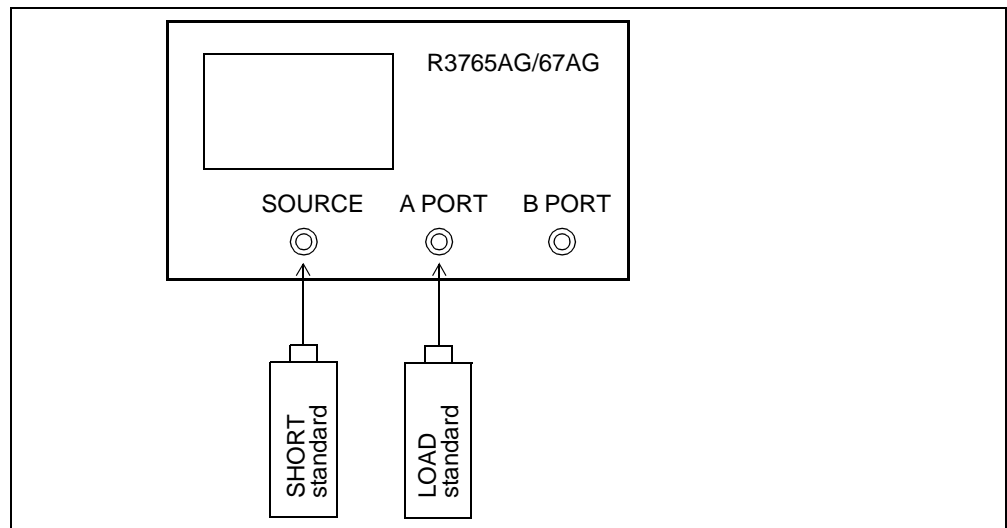 R3765AG/67AG
SOURCE A PORT B PORT
SHORT
standard
LOAD
standard